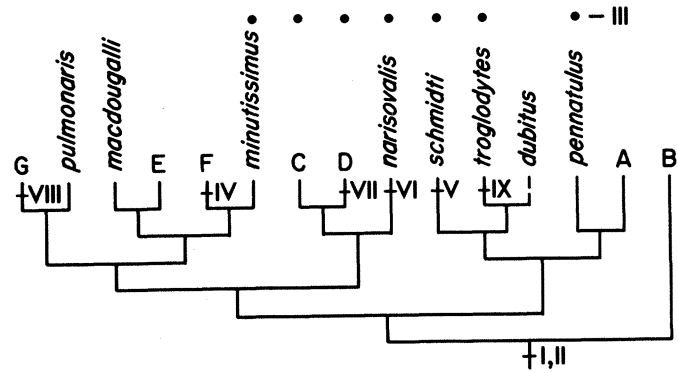 III
G pulmonaris macdougalli E F minutissimus C D narisovalis schmidti troglodytes dubitus pennatulus A B
VIII IV VII VI V IX
I, II